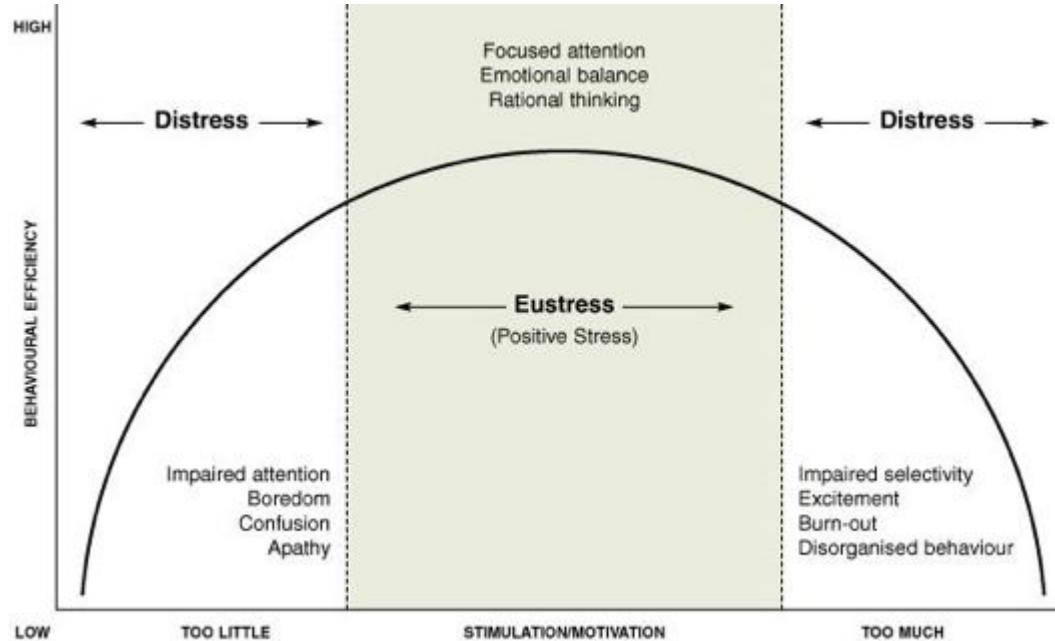 HIGH
Focused attention
Emotional balance
Rational thinking
Distress
Distress
BEHAVIOURAL EFFICIENCY
Eustress
(Positive Stress)
Impaired attention
Boredom
Confusion
Apathy
Impaired selectivity
Excitement
Burn-out
Disorganised behaviour
LOW
TOO LITTLE
STIMULATION/MOTIVATION
TOO MUCH